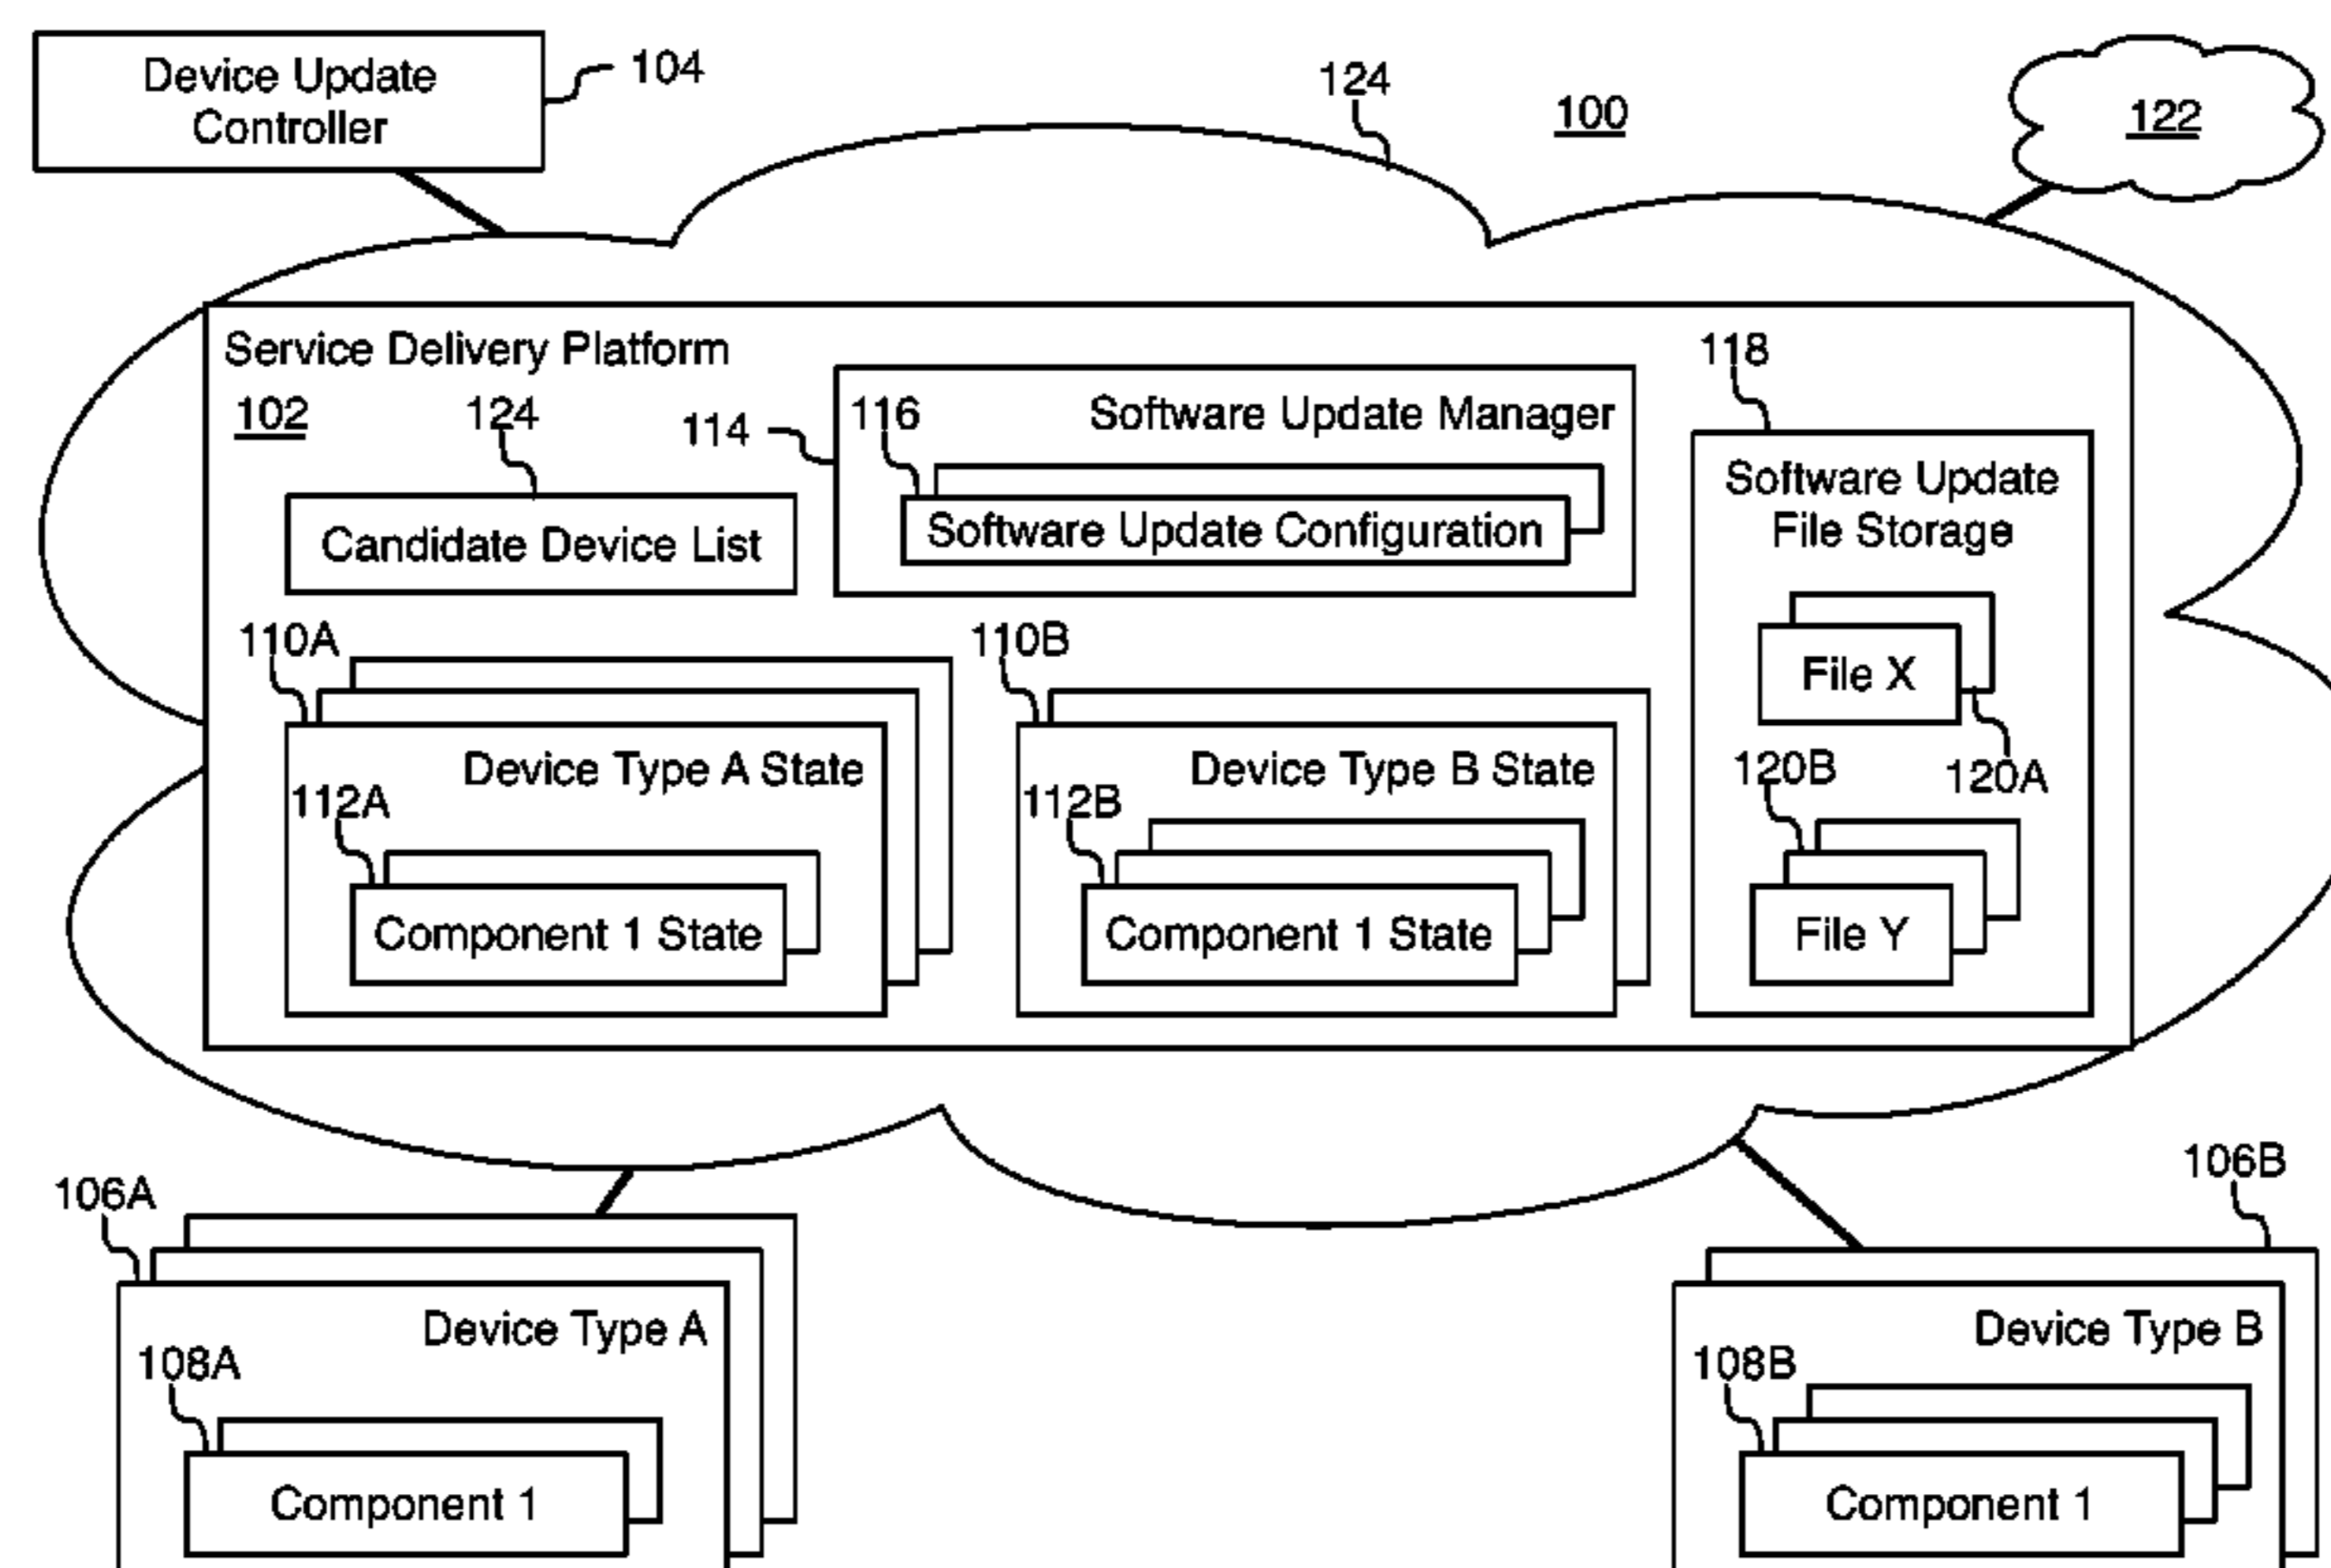 Device Update
Controller
104
124
100
122
Service Delivery Platform
102
124
114
116
Software Update Manager
118
Candidate Device List
Software Update Configuration
Software Update
File Storage
110A
110B
File X
Device Type A State
Device Type B State
120B
120A
112A
112B
Component 1 State
Component 1 State
File Y
106A
106B
Device Type A
Device Type B
108A
108B
Component 1
Component 1